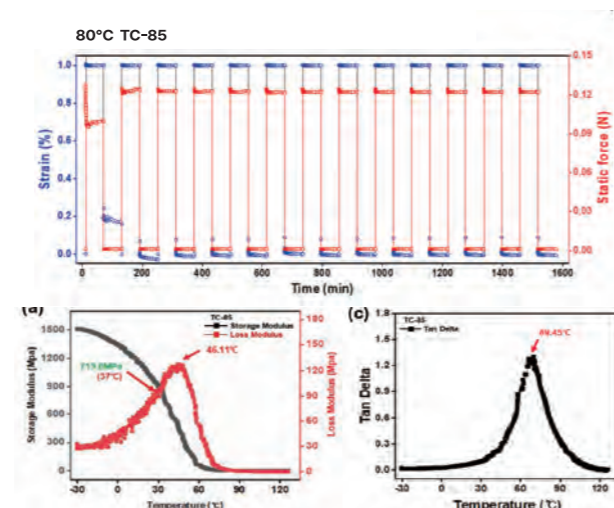 80°C TC-85
Strain (%)
1.0
0.8
0.6
0.4
0.2
0.0
Static force (N)
0.15
0.12
0.09
0.06
0.03
0.00
0 200 400 600 800 1000 1200 1400 1600
Time (min)
(a)
TC-85
Storage Modulus
Loss Modulus
46.11°C
(37°C)
Storage Modulus (Mpa)
1500
1200
900
600
300
0
Loss Modulus (Mpa)
180
150
120
90
60
30
0
-30 0 30 60 90 120
Temperature (°C)
(c)
TC-85
Tan Delta
Tan Delta
1.8
1.5
1.2
0.9
0.6
0.3
0.0
-30 0 30 60 90 120
Temperature (°C)